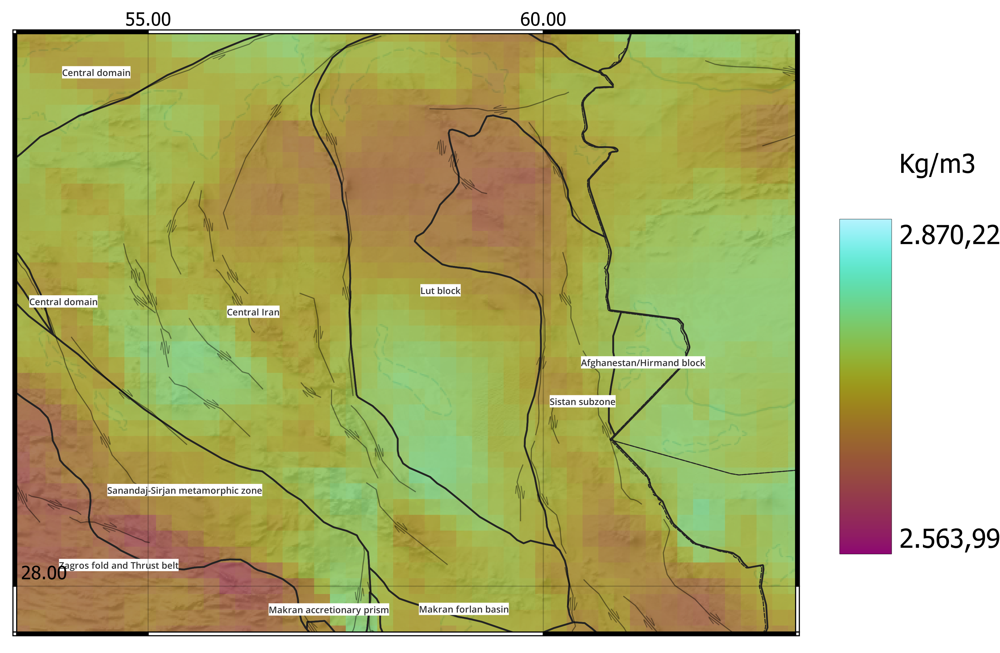 55.00
60.00
Central domain
Kg/m3
2.870,22
Lut block
Central domain
Central Iran
Afghanestan/Hirmand block
Sistan subzone
Sanandaj-Sirjan metamorphic zone
2.563,99
Zagros fold and Thrust belt
28.00
Makran accretionary prism
Makran forlan basin